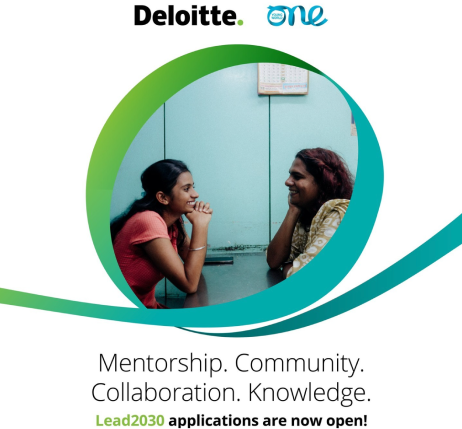 Deloitte. one
Mentorship. Community.
Collaboration. Knowledge.
Lead2030 applications are now open!